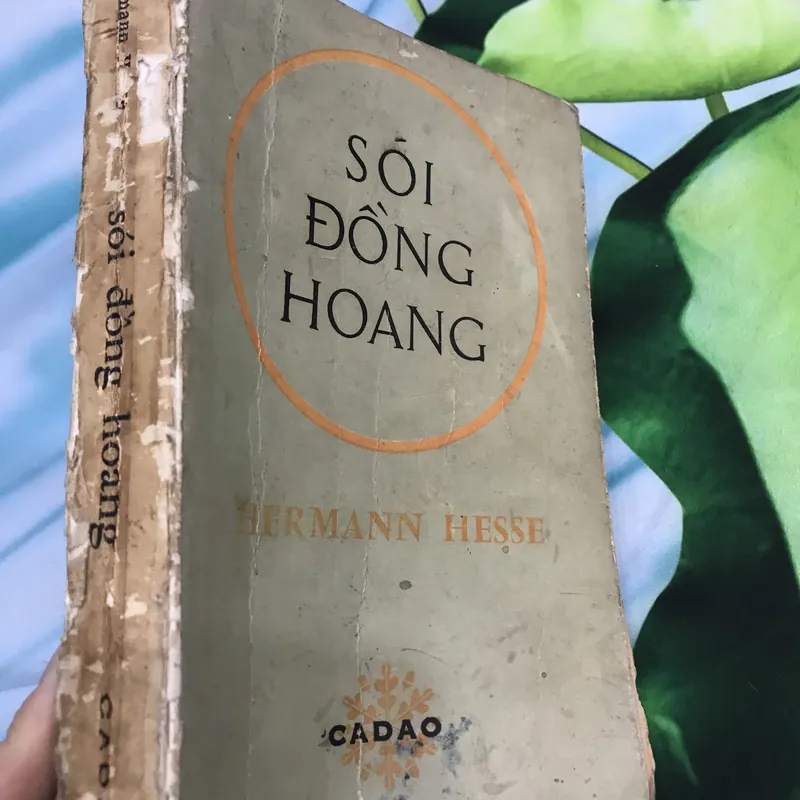 SÓI
ĐỒNG
HOANG
HERMANN HESSE
CADAO
sói đồng hoang